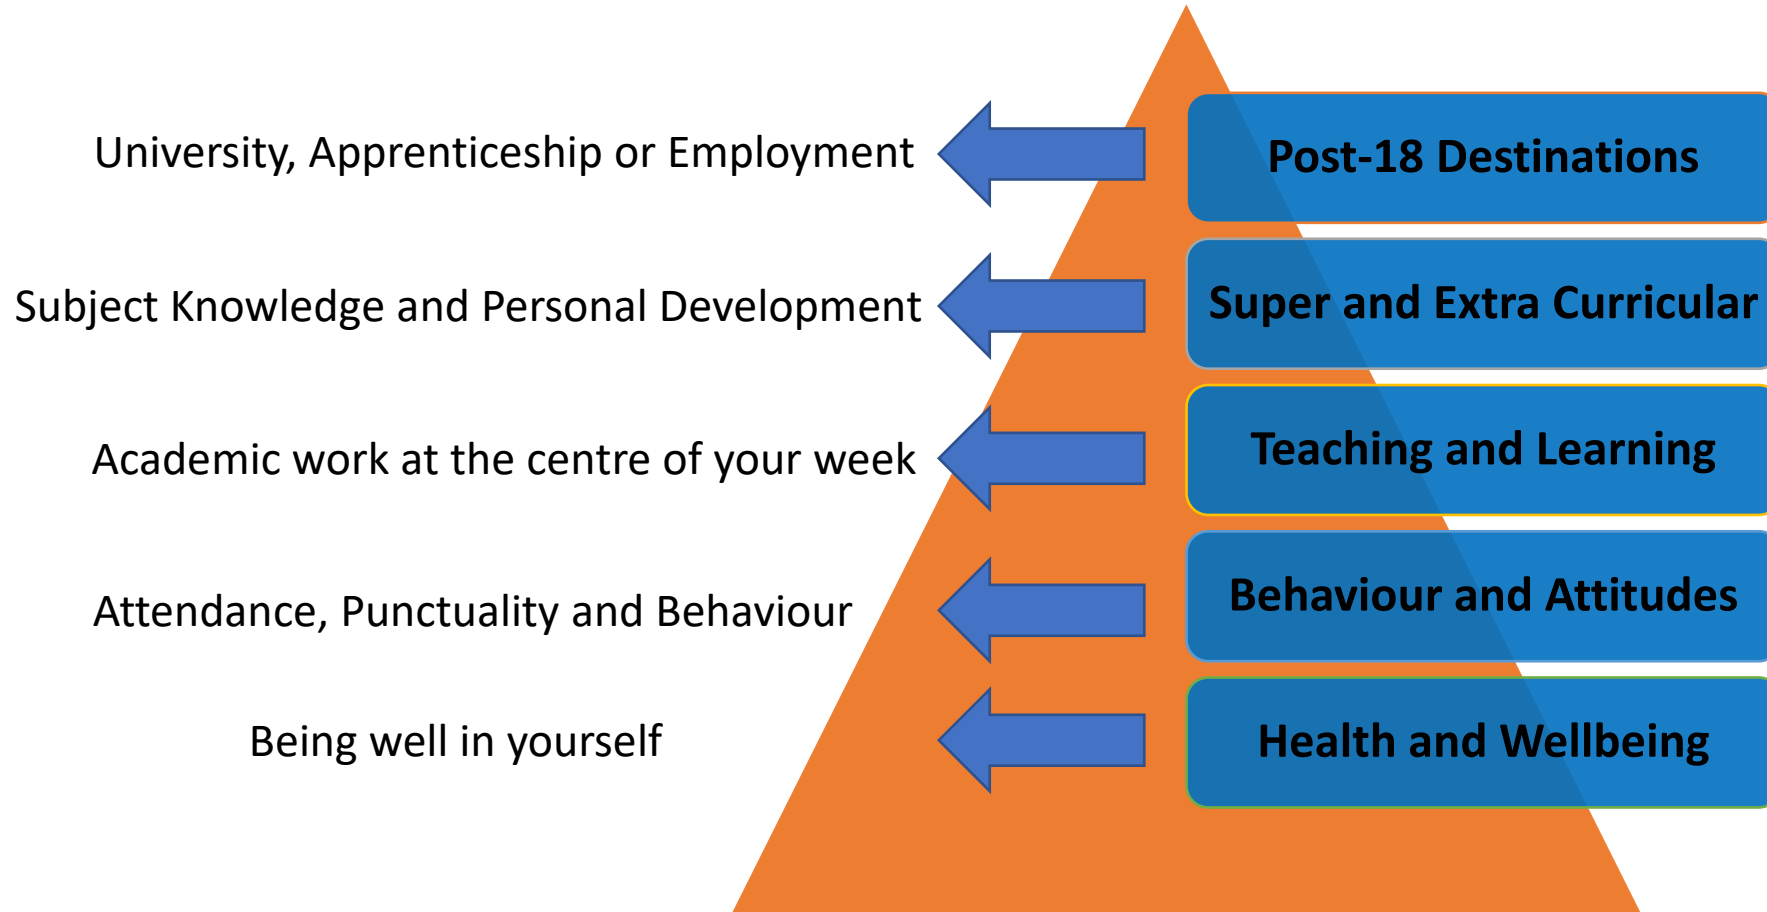 University, Apprenticeship or Employment
Post-18 Destinations
Subject Knowledge and Personal Development
Super and Extra Curricular
Academic work at the centre of your week
Teaching and Learning
Attendance, Punctuality and Behaviour
Behaviour and Attitudes
Being well in yourself
Health and Wellbeing